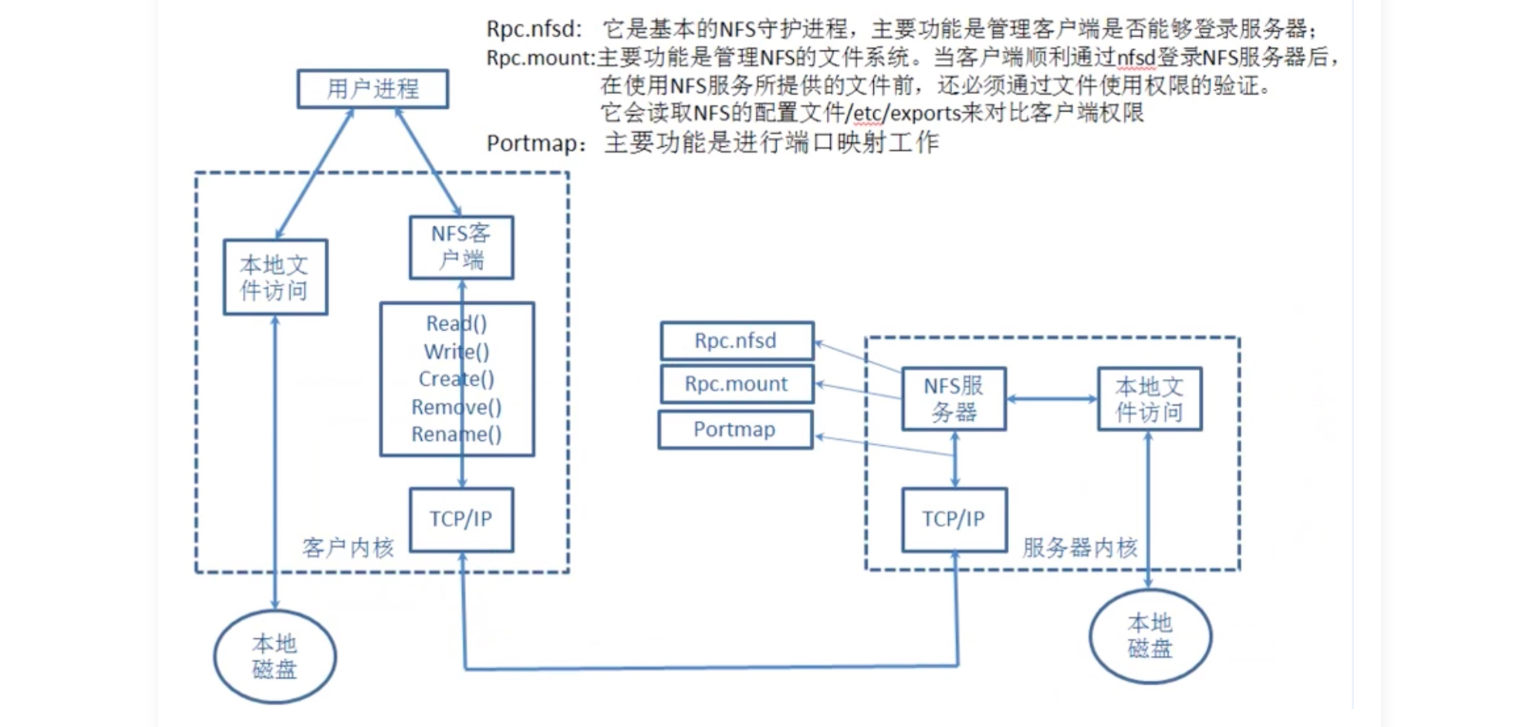 Rpc.nfsd: 它是基本的NFS守护进程，主要功能是管理客户端是否能够登录服务器；
Rpc.mount:主要功能是管理NFS的文件系统。当客户端顺利通过nfsd登录NFS服务器后，
在使用NFS服务所提供的文件前，还必须通过文件使用权限的验证。
它会读取NFS的配置文件/etc/exports来对比客户端权限
Portmap：主要功能是进行端口映射工作
用户进程
NFS客
户端
本地文
件访问
Read()
Write()
Create()
Remove()
Rename()
TCP/IP
客户内核
本地
磁盘
Rpc.nfsd
Rpc.mount
Portmap
NFS服
务器
本地文
件访问
TCP/IP
服务器内核
本地
磁盘